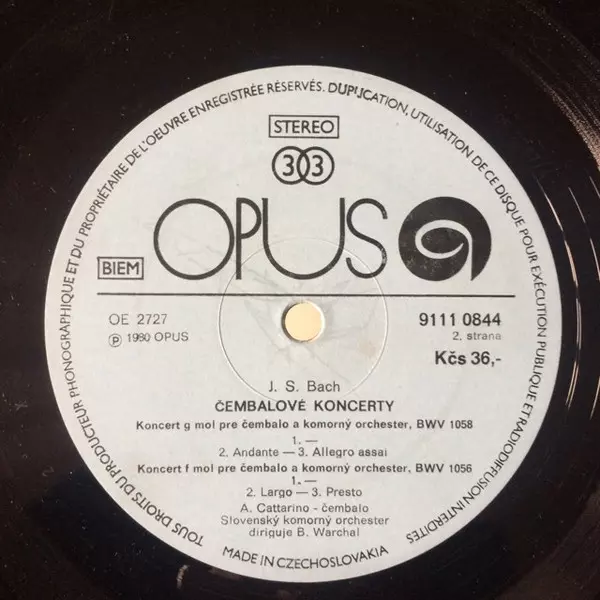 TOUS DROITS DU PRODUCTEUR PHONOGRAPHIQUE ET DU PROPRIÉTAIRE DE L'OEUVRE ENREGISTRÉE RÉSERVÉS. DUPLICATION, UTILISATION DE CE DISQUE POUR EXÉCUTION PUBLIQUE ET RADIODIFFUSION INTERDITES
STEREO
33
OPUS
BIEM
OE 2727
9111 0844
℗ 1980 OPUS
2. strana
Kčs 36,-
J. S. Bach
ČEMBALOVÉ KONCERTY
Koncert g mol pre čembalo a komorný orchester, BWV 1058
1. —
2. Andante — 3. Allegro assai
Koncert f mol pre čembalo a komorný orchester, BWV 1056
1. —
2. Largo — 3. Presto
A. Cattarino - čembalo
Slovenský komorný orchester
diriguje B. Warchal
MADE IN CZECHOSLOVAKIA